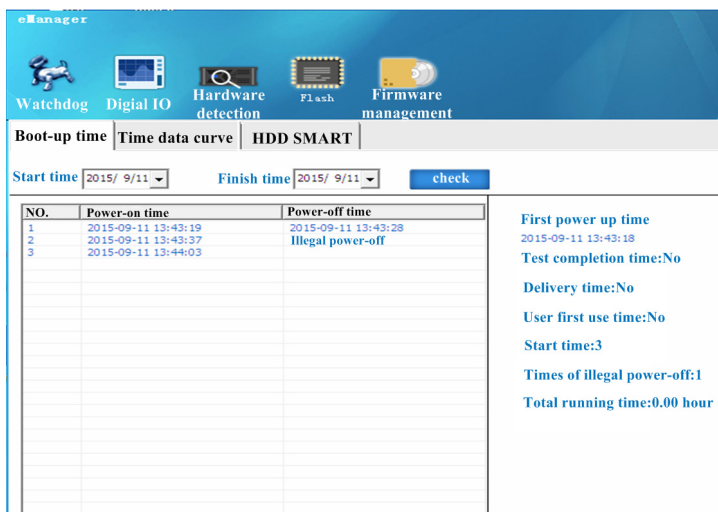 eManager
Watchdog
Digial IO
Hardware
detection
Flash
Firmware
management
Boot-up time Time data curve HDD SMART
Start time 2015/ 9/11 Finish time 2015/ 9/11 check
NO. Power-on time Power-off time
1 2015-09-11 13:43:19 2015-09-11 13:43:28
2 2015-09-11 13:43:37 Illegal power-off
3 2015-09-11 13:44:03
First power up time
2015-09-11 13:43:18
Test completion time:No
Delivery time:No
User first use time:No
Start time:3
Times of illegal power-off:1
Total running time:0.00 hour